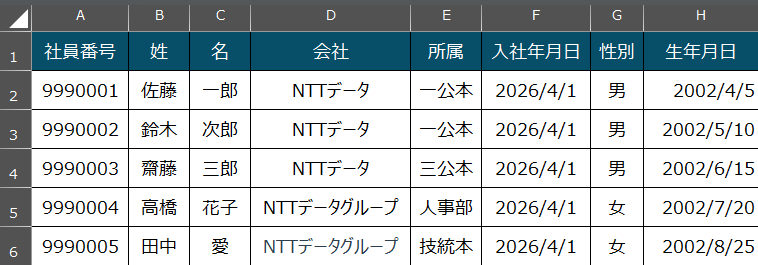 A B C D E F G H
1 社員番号 姓 名 会社 所属 入社年月日 性別 生年月日
2 9990001 佐藤 一郎 NTTデータ 一公本 2026/4/1 男 2002/4/5
3 9990002 鈴木 次郎 NTTデータ 一公本 2026/4/1 男 2002/5/10
4 9990003 齋藤 三郎 NTTデータ 三公本 2026/4/1 男 2002/6/15
5 9990004 高橋 花子 NTTデータグループ 人事部 2026/4/1 女 2002/7/20
6 9990005 田中 愛 NTTデータグループ 技統本 2026/4/1 女 2002/8/25